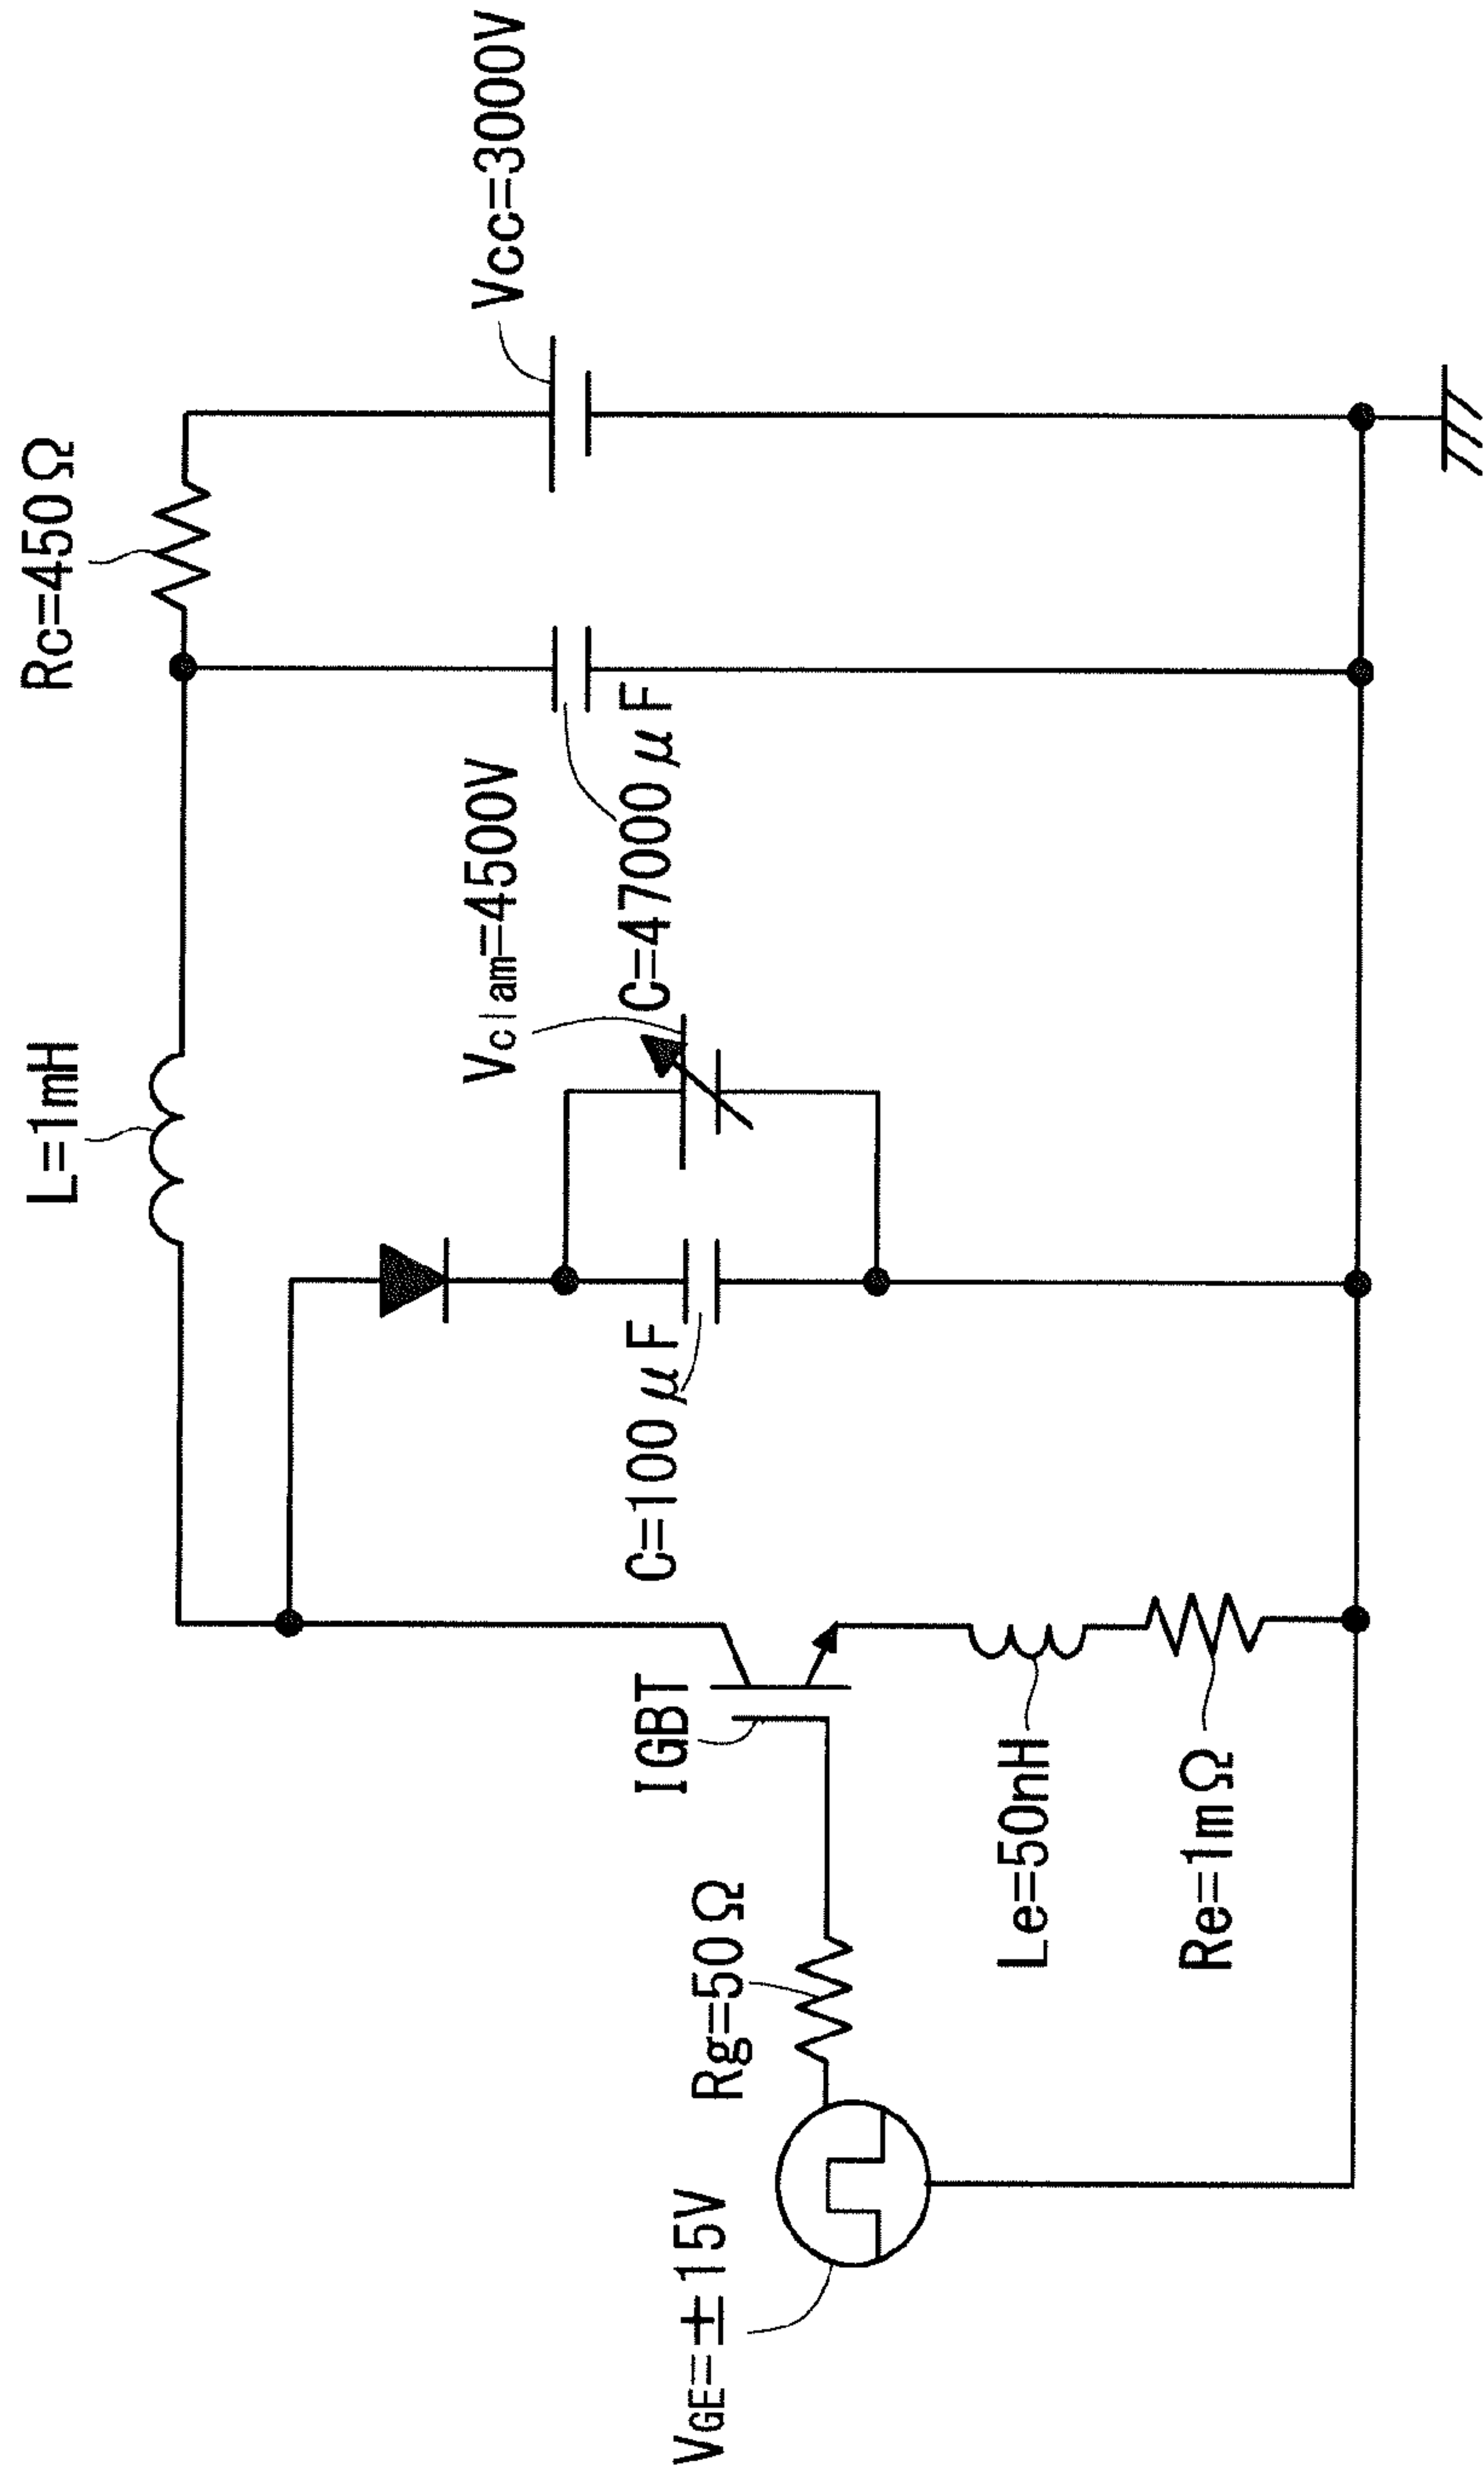 Rc=450Ω
Vcc=3000V
L=1mH
Vclam=4500V
C=47000μF
C=100μF
IGBT
Rg=50Ω
VGE=±15V
Le=50nH
Re=1mΩ